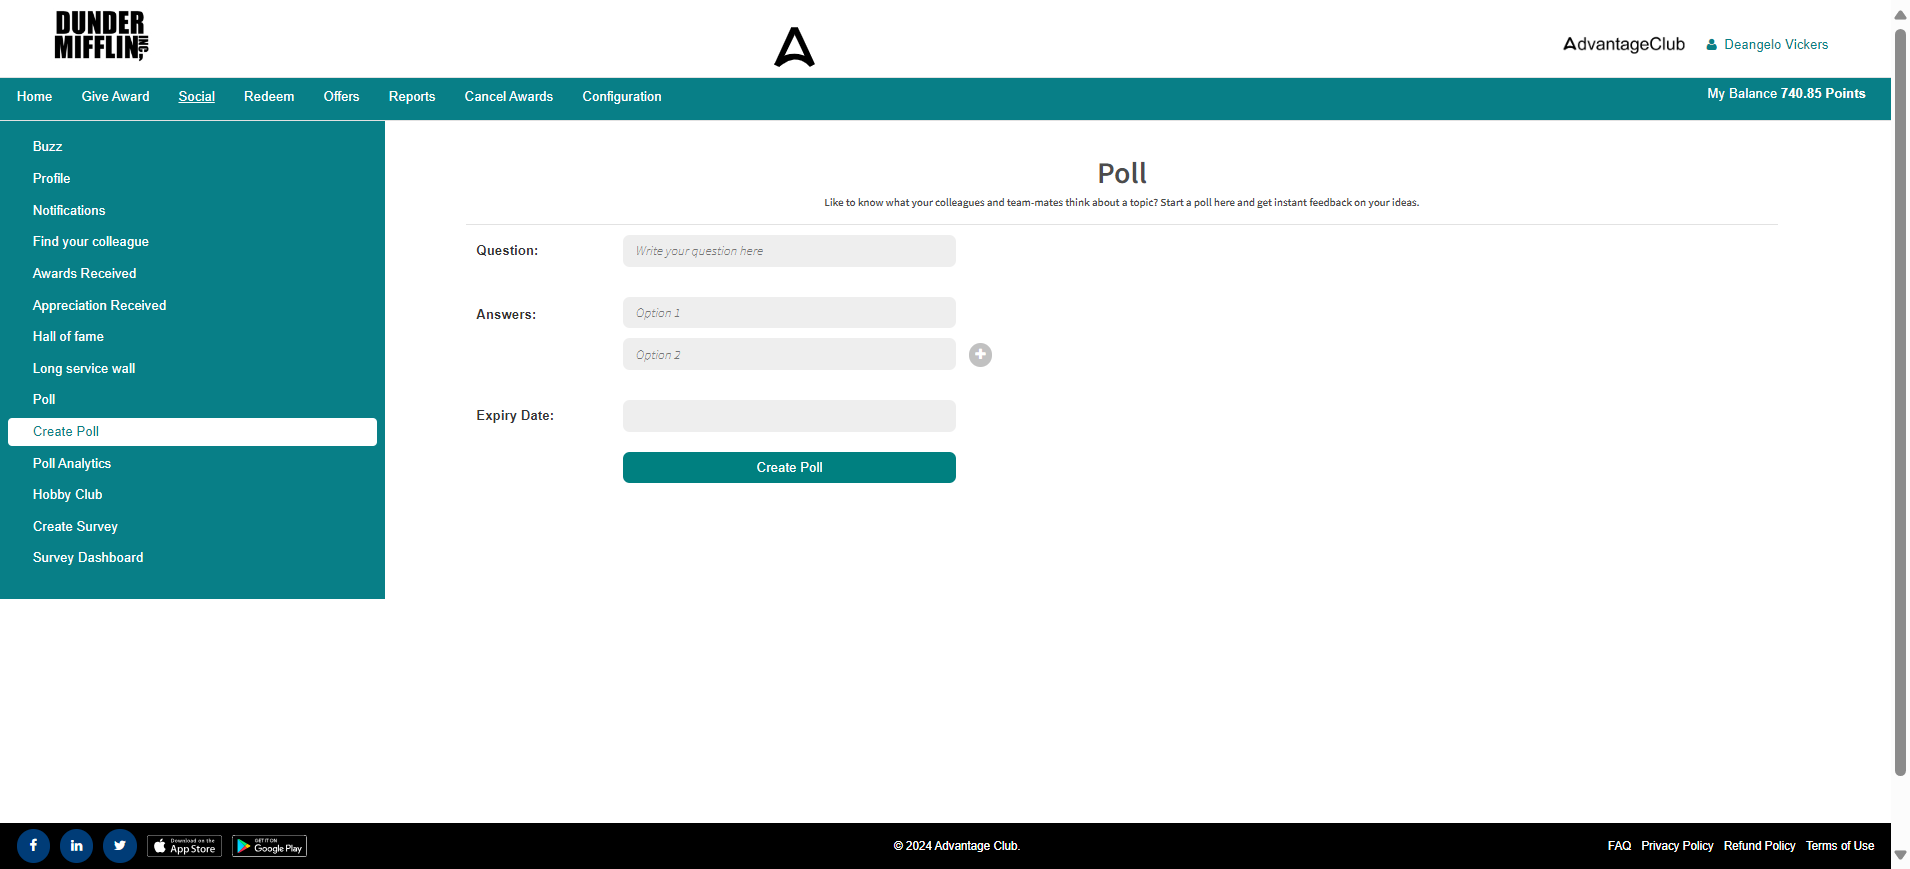 DUNDER
MIFFLIN INC,
AdvantageClub
Deangelo Vickers
Home Give Award Social Redeem Offers Reports Cancel Awards Configuration
My Balance 740.85 Points
Buzz
Profile
Notifications
Find your colleague
Awards Received
Appreciation Received
Hall of fame
Long service wall
Poll
Create Poll
Poll Analytics
Hobby Club
Create Survey
Survey Dashboard
Poll
Like to know what your colleagues and team-mates think about a topic? Start a poll here and get instant feedback on your ideas.
Question:
Write your question here
Answers:
Option 1
Option 2
Expiry Date:
Create Poll
Download on the
App Store
GET IT ON
Google Play
© 2024 Advantage Club.
FAQ Privacy Policy Refund Policy Terms of Use